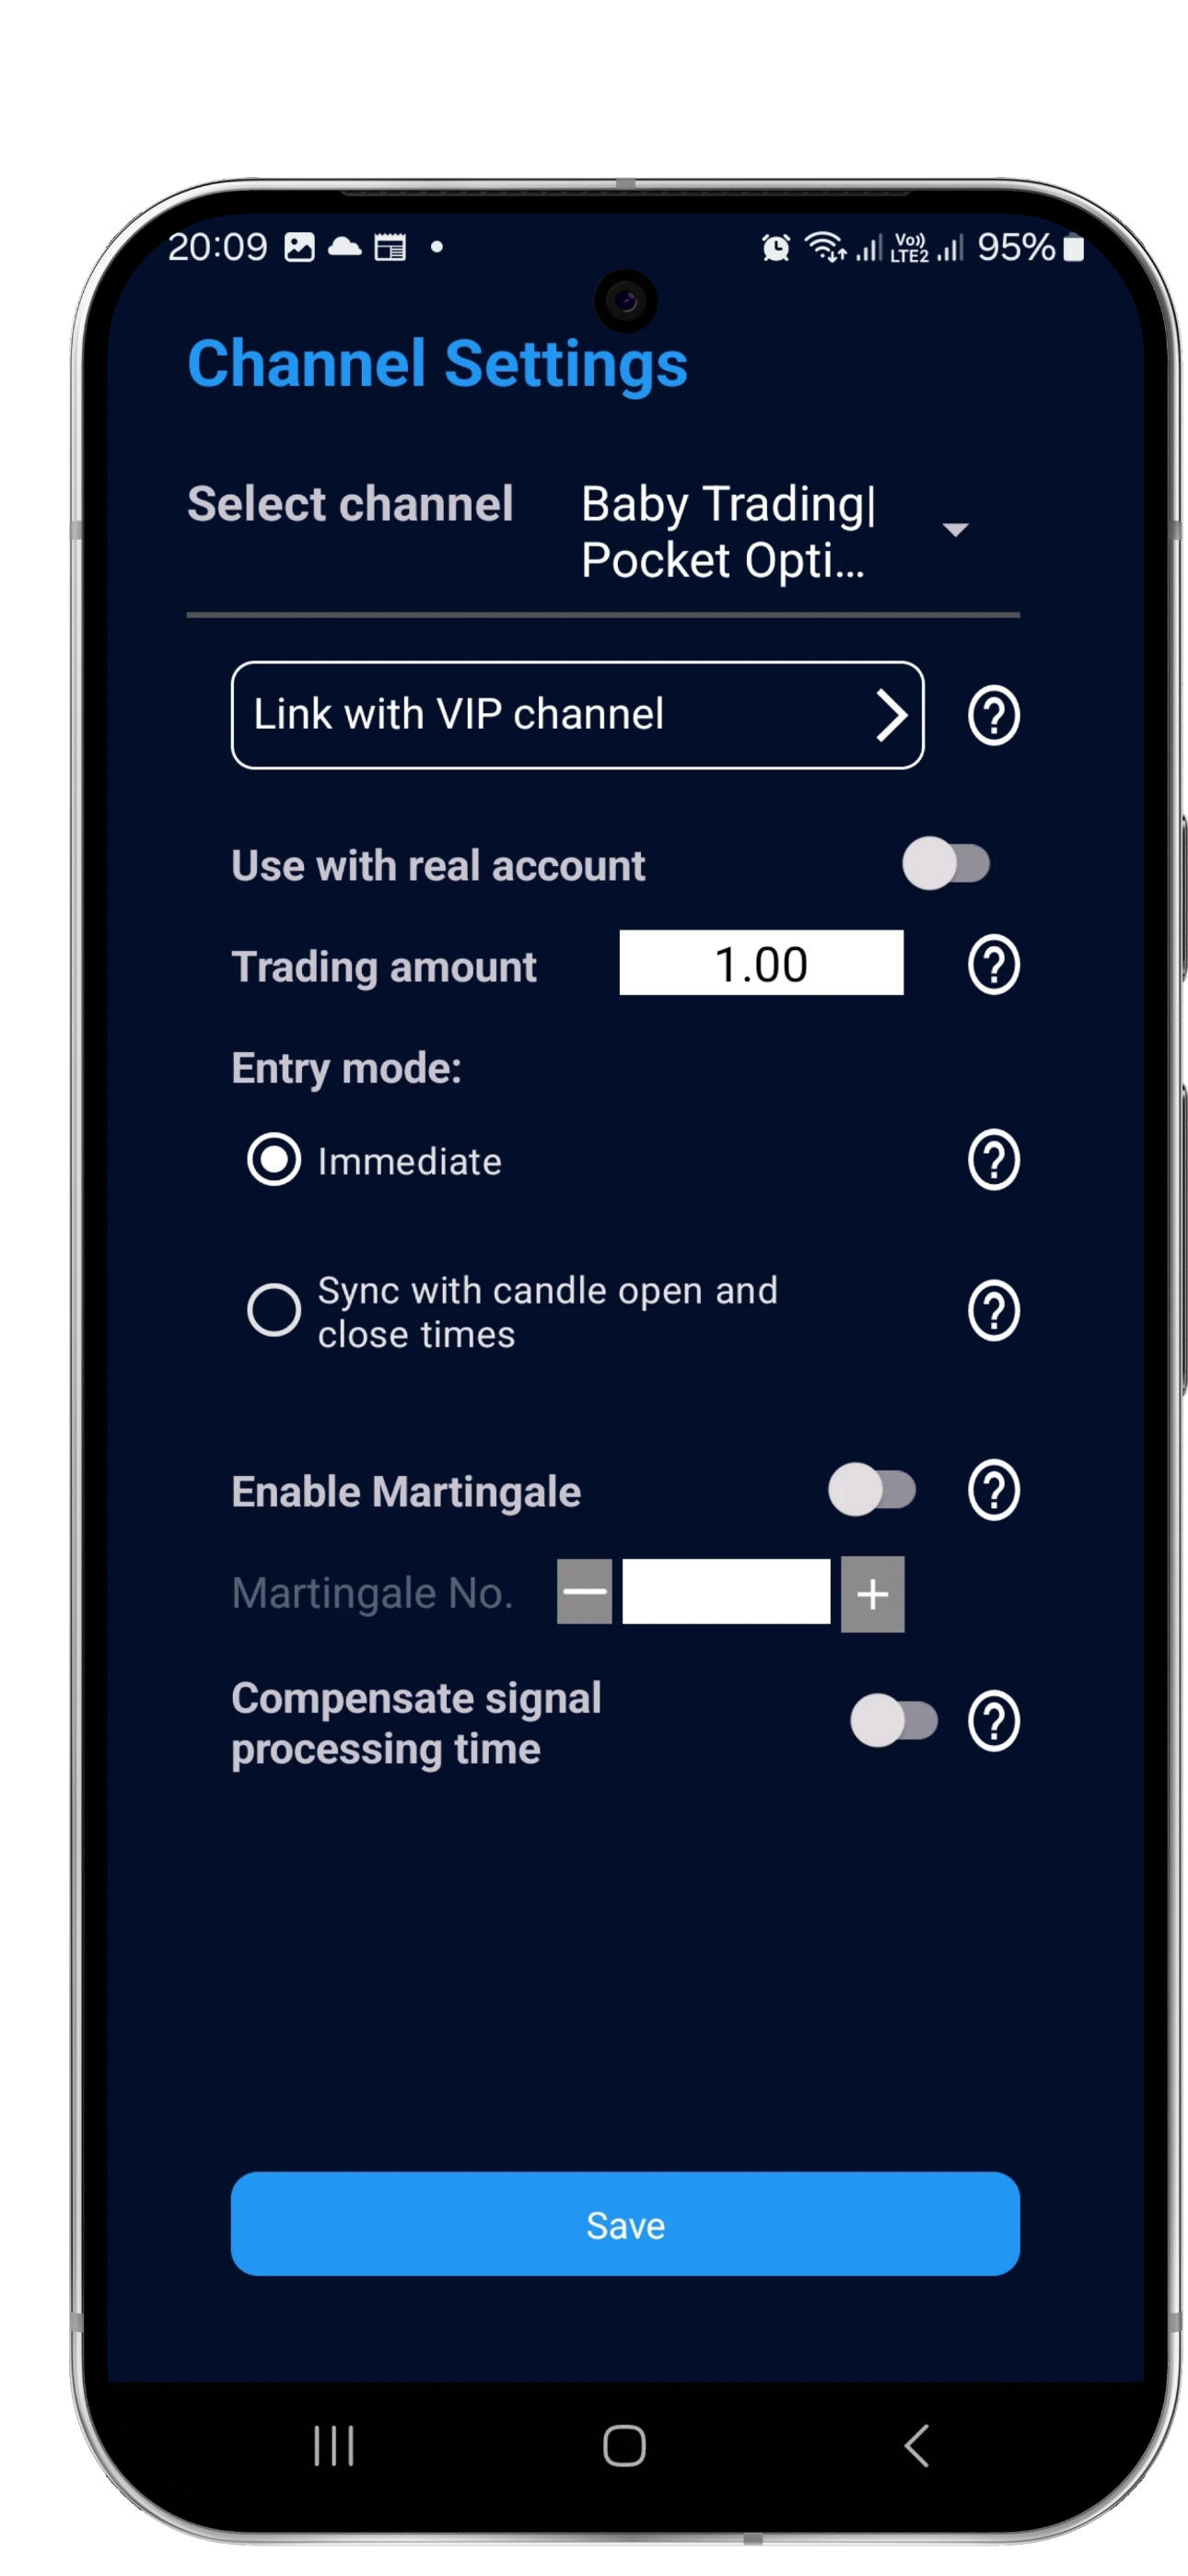 20:09
Vo))
LTE2
95%
Channel Settings
Select channel
Baby Trading|
Pocket Opti...
Link with VIP channel
Use with real account
Trading amount
1.00
Entry mode:
Immediate
Sync with candle open and
close times
Enable Martingale
Martingale No.
Compensate signal
processing time
Save